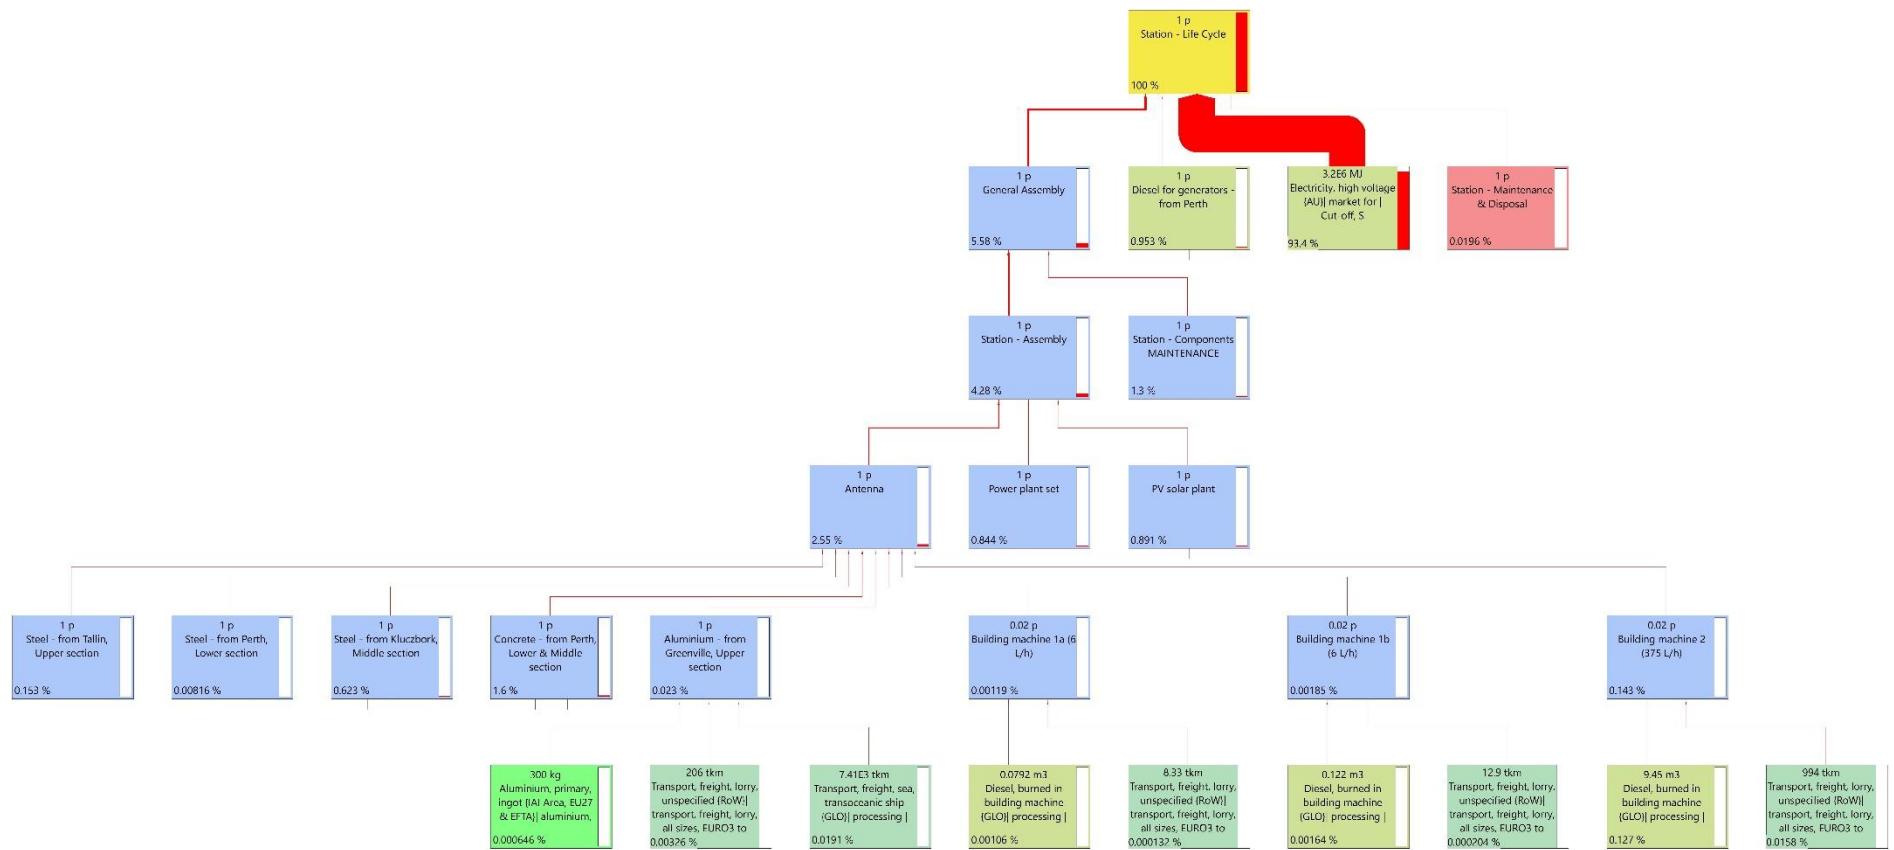 1 p
Station - Life Cycle
100 %
1 p
General Assembly
5.58 %
1 p
Diesel for generators -
from Perth
0.953 %
3.2E6 MJ
Electricity, high voltage
{AU}| market for |
Cut-off, S
93.4 %
1 p
Station - Maintenance
& Disposal
0.0196 %
1 p
Station - Assembly
4.28 %
1 p
Station - Components
MAINTENANCE
1.3 %
1 p
Antenna
2.55 %
1 p
Power plant set
0.844 %
1 p
PV solar plant
0.891 %
1 p
Steel - from Tallin,
Upper section
0.153 %
1 p
Steel - from Perth,
Lower section
0.00816 %
1 p
Steel - from Kluczbork,
Middle section
0.623 %
1 p
Concrete - from Perth,
Lower & Middle
section
1.6 %
1 p
Aluminium - from
Greenville, Upper
section
0.023 %
0.02 p
Building machine 1a (6
L/h)
0.00119 %
0.02 p
Building machine 1b
(6 L/h)
0.00185 %
0.02 p
Building machine 2
(375 L/h)
0.143 %
300 kg
Aluminium, primary,
ingot {IAI Area, EU27
& EFTA}| aluminium,
0.000646 %
206 tkm
Transport, freight, lorry,
unspecified {RoW}|
transport, freight, lorry,
all sizes, EURO3 to
0.00326 %
7.41E3 tkm
Transport, freight, sea,
transoceanic ship
{GLO}| processing |
0.0191 %
0.0792 m3
Diesel, burned in
building machine
{GLO}| processing |
0.00106 %
8.33 tkm
Transport, freight, lorry,
unspecified {RoW}|
transport, freight, lorry,
all sizes, EURO3 to
0.000132 %
0.122 m3
Diesel, burned in
building machine
{GLO}| processing |
0.00164 %
12.9 tkm
Transport, freight, lorry,
unspecified {RoW}|
transport, freight, lorry,
all sizes, EURO3 to
0.000204 %
9.45 m3
Diesel, burned in
building machine
{GLO}| processing |
0.127 %
994 tkm
Transport, freight, lorry,
unspecified {RoW}|
transport, freight, lorry,
all sizes, EURO3 to
0.0158 %